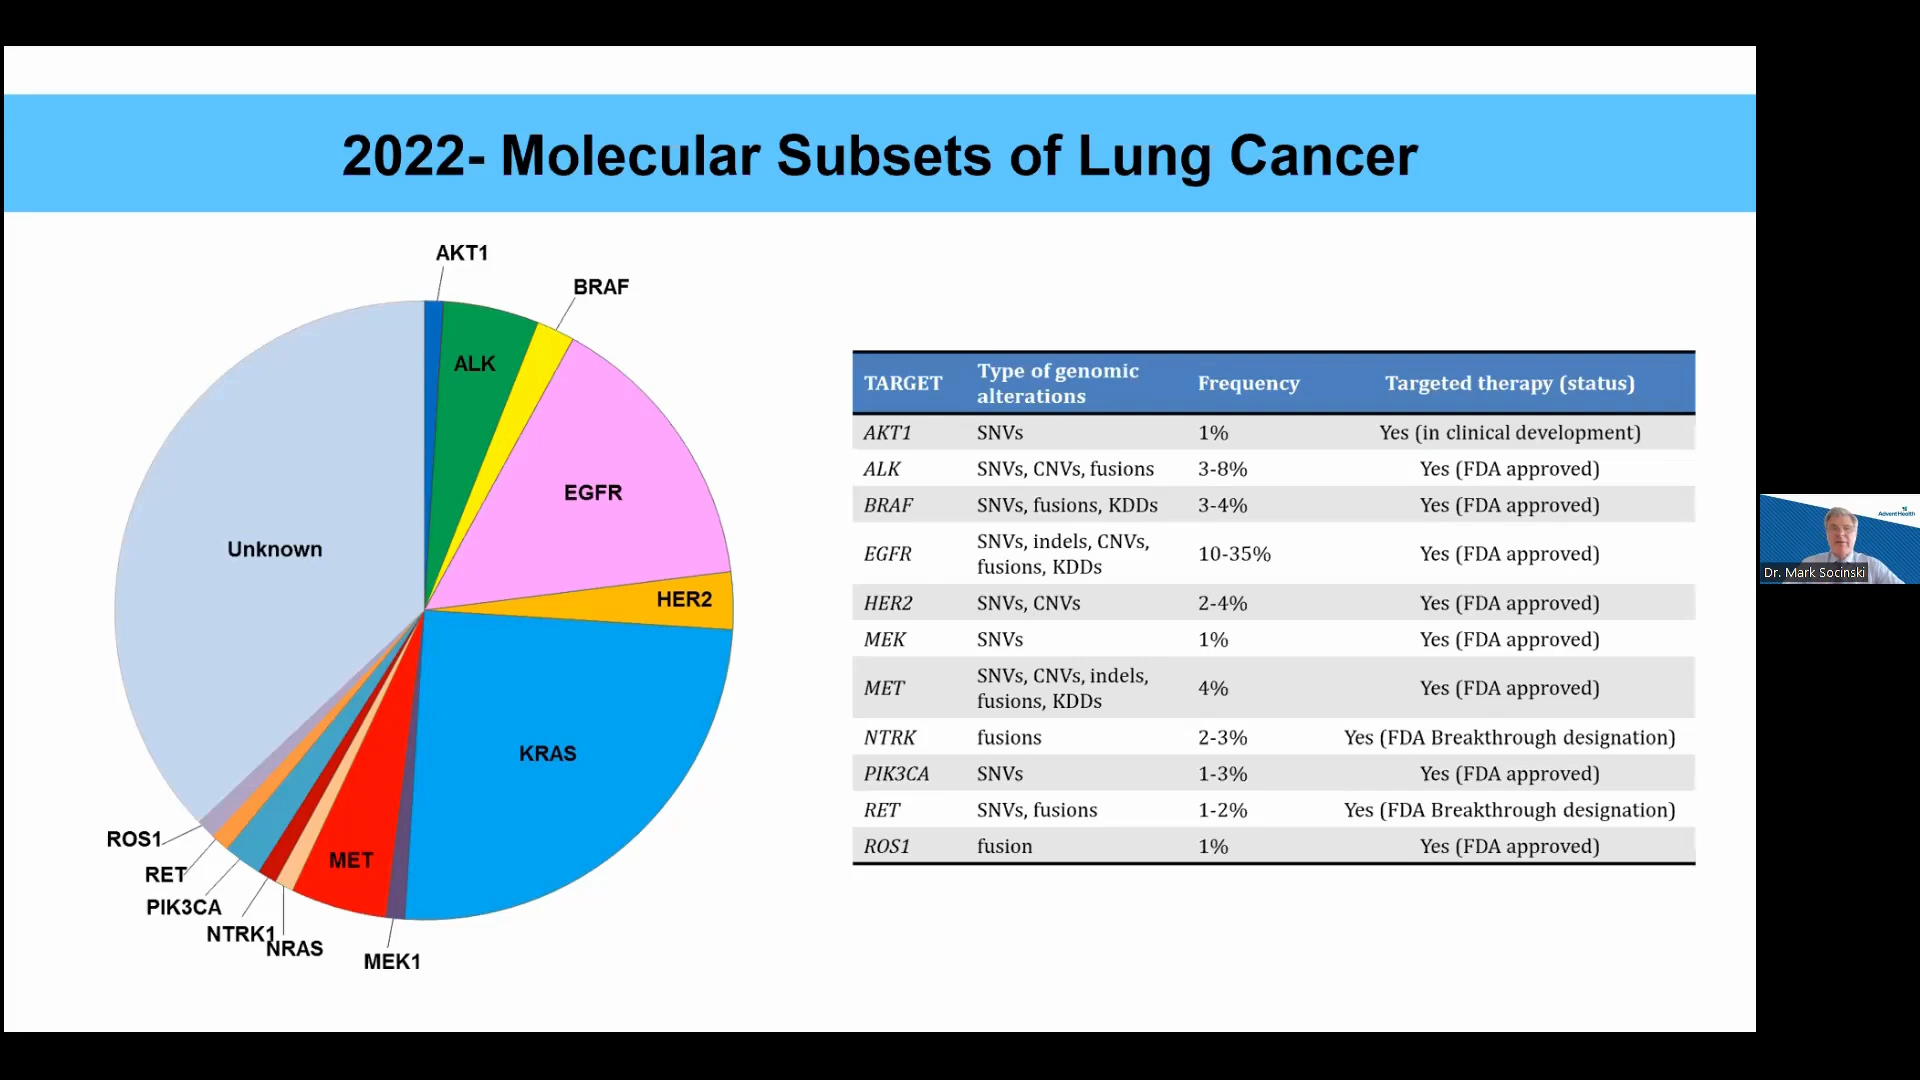 2022- Molecular Subsets of Lung Cancer
AKT1
BRAF
ALK
EGFR
Unknown
HER2
KRAS
ROS1
MET
RET
PIK3CA
NTRK1
NRAS
MEK1
TARGET Type of genomic alterations Frequency Targeted therapy (status)
AKT1 SNVs 1% Yes (in clinical development)
ALK SNVs, CNVs, fusions 3-8% Yes (FDA approved)
BRAF SNVs, fusions, KDDs 3-4% Yes (FDA approved)
EGFR SNVs, indels, CNVs, fusions, KDDs 10-35% Yes (FDA approved)
HER2 SNVs, CNVs 2-4% Yes (FDA approved)
MEK SNVs 1% Yes (FDA approved)
MET SNVs, CNVs, indels, fusions, KDDs 4% Yes (FDA approved)
NTRK fusions 2-3% Yes (FDA Breakthrough designation)
PIK3CA SNVs 1-3% Yes (FDA approved)
RET SNVs, fusions 1-2% Yes (FDA Breakthrough designation)
ROS1 fusion 1% Yes (FDA approved)
AdventHealth
Dr. Mark Socinski